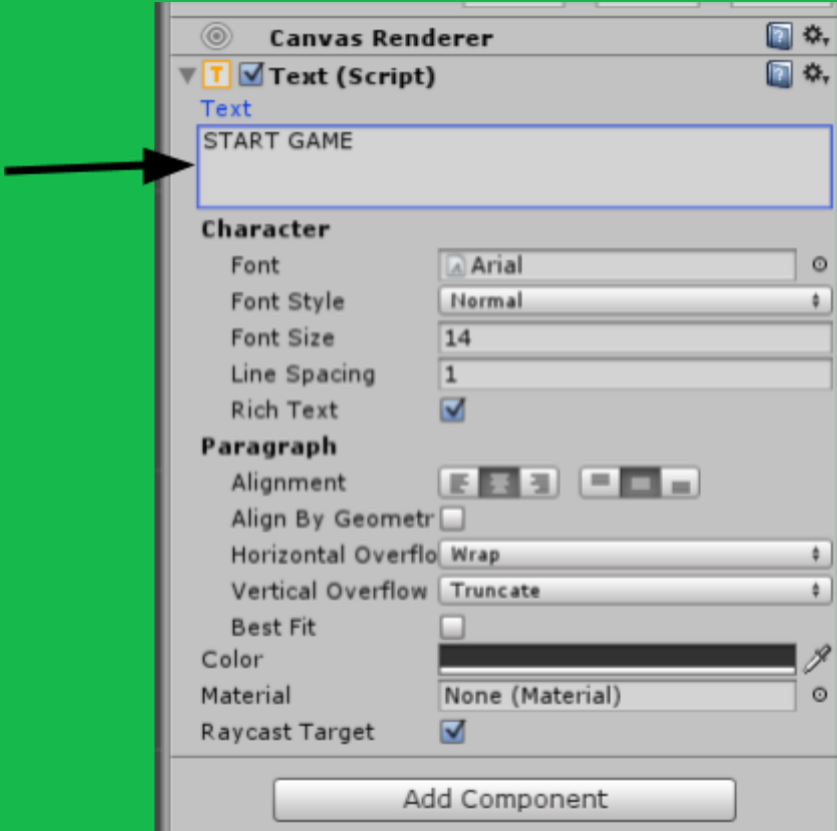 Canvas Renderer
T Text (Script)
Text
START GAME
Character
Font Arial
Font Style Normal
Font Size 14
Line Spacing 1
Rich Text
Paragraph
Alignment
Align By Geometr
Horizontal Overflo Wrap
Vertical Overflow Truncate
Best Fit
Color
Material None (Material)
Raycast Target
Add Component